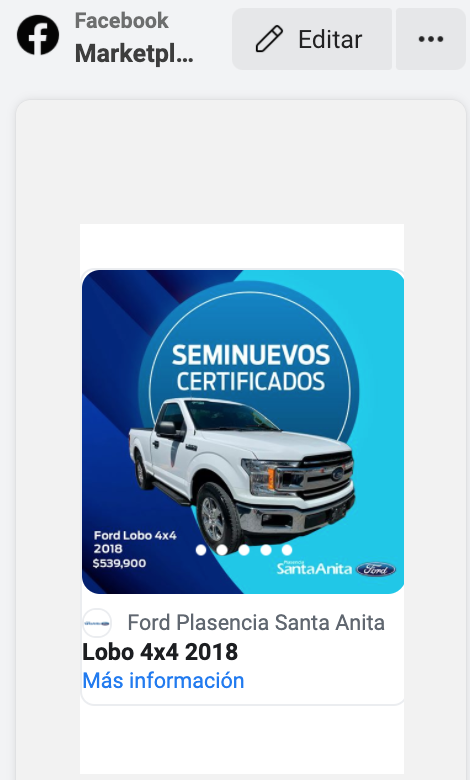 Facebook
Marketpl...
Editar
SEMINUEVOS
CERTIFICADOS
Ford Lobo 4x4
2018
$539,900
Plasencia
SantaAnita
Ford
Ford Plasencia Santa Anita
Lobo 4x4 2018
Más información